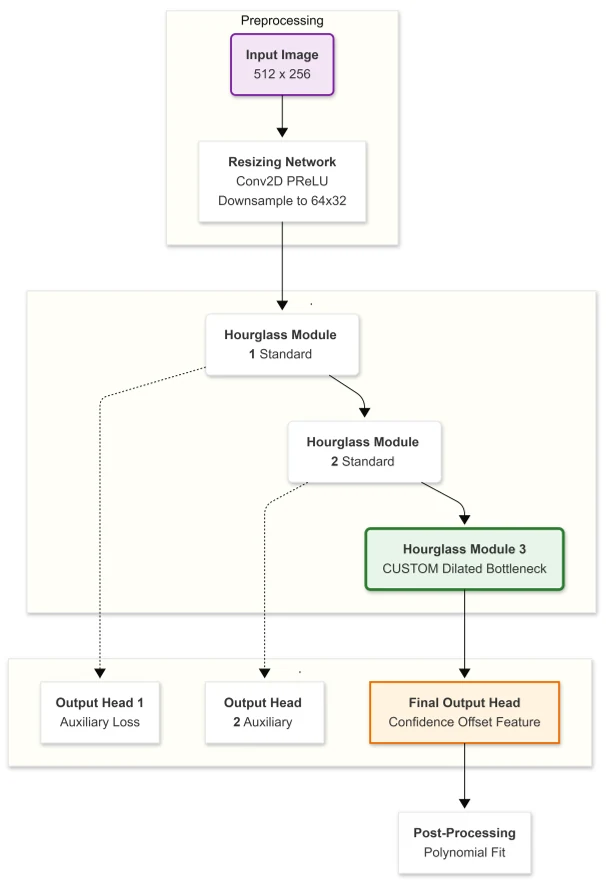 Preprocessing
Input Image
512 x 256
Resizing Network
Conv2D PReLU
Downsample to 64x32
Hourglass Module
1 Standard
Hourglass Module
2 Standard
Hourglass Module 3
CUSTOM Dilated Bottleneck
Output Head 1
Auxiliary Loss
Output Head
2 Auxiliary
Final Output Head
Confidence Offset Feature
Post-Processing
Polynomial Fit